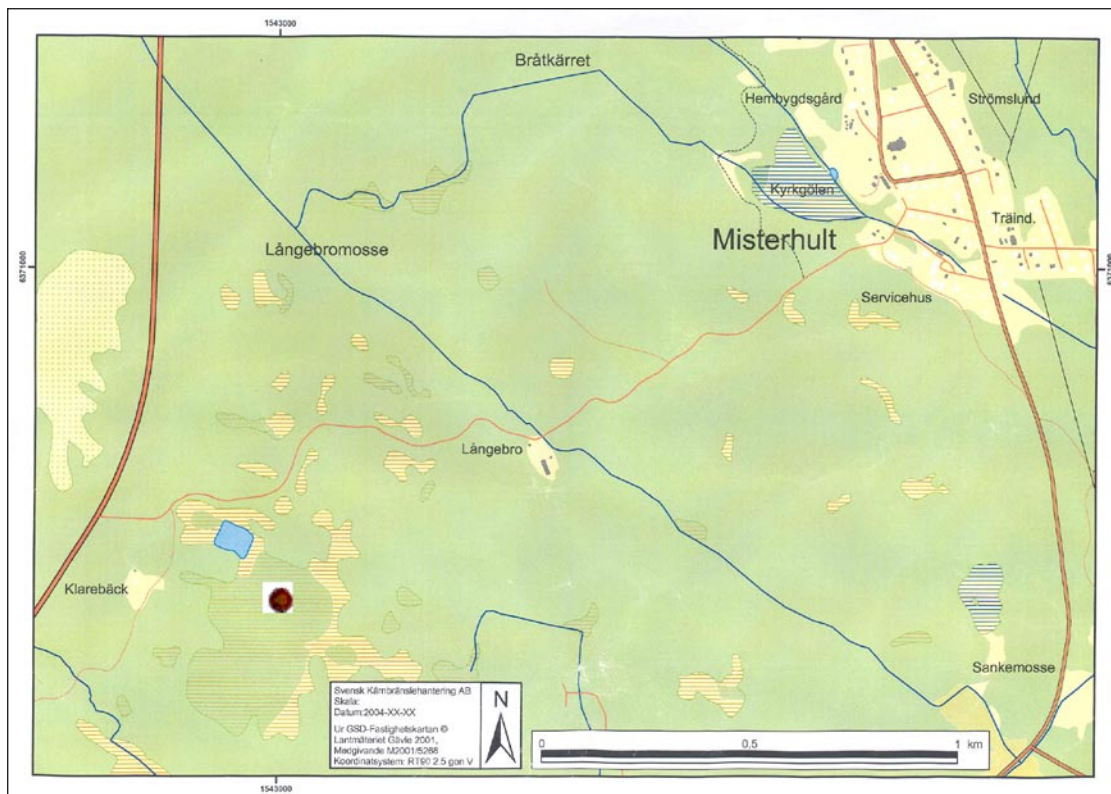 1543000
Bråtkärret
Hembygdsgård
Strömslund
Kyrkgölen
Träind.
Misterhult
Långebromosse
6371000
6371000
Servicehus
Långebro
Klarebäck
Sankemosse
Svensk Kärnbränslehantering AB
Skala:
Datum:2004-XX-XX
Ur GSD-Fastighetskartan ©
Lantmäteriet Gävle 2001,
Medgivande M2001/5268
Koordinatsystem: RT90 2.5 gon V
N
0 0.5 1 km
1543000